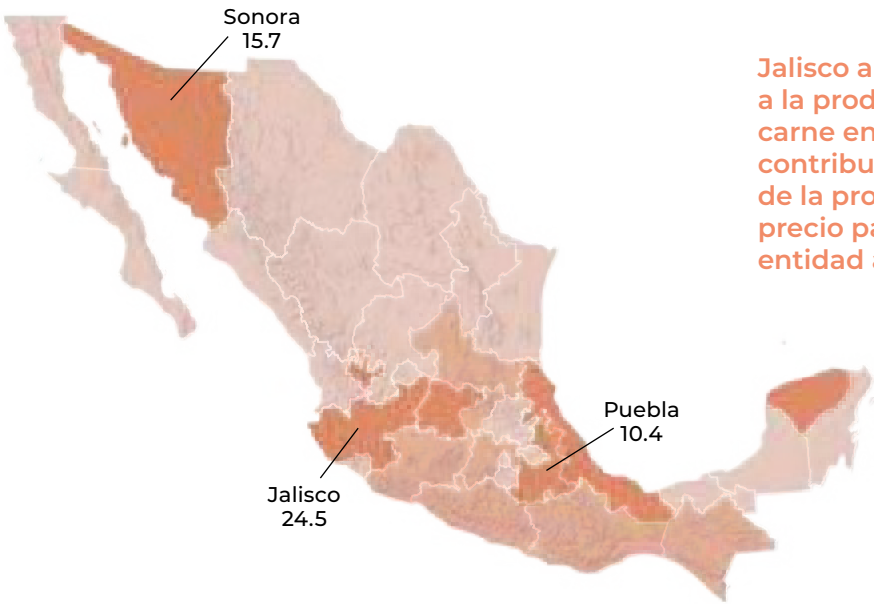 Sonora
15.7
Jalisco a
a la prod
carne en
contribu
de la pro
precio pa
entidad a
Puebla
10.4
Jalisco
24.5